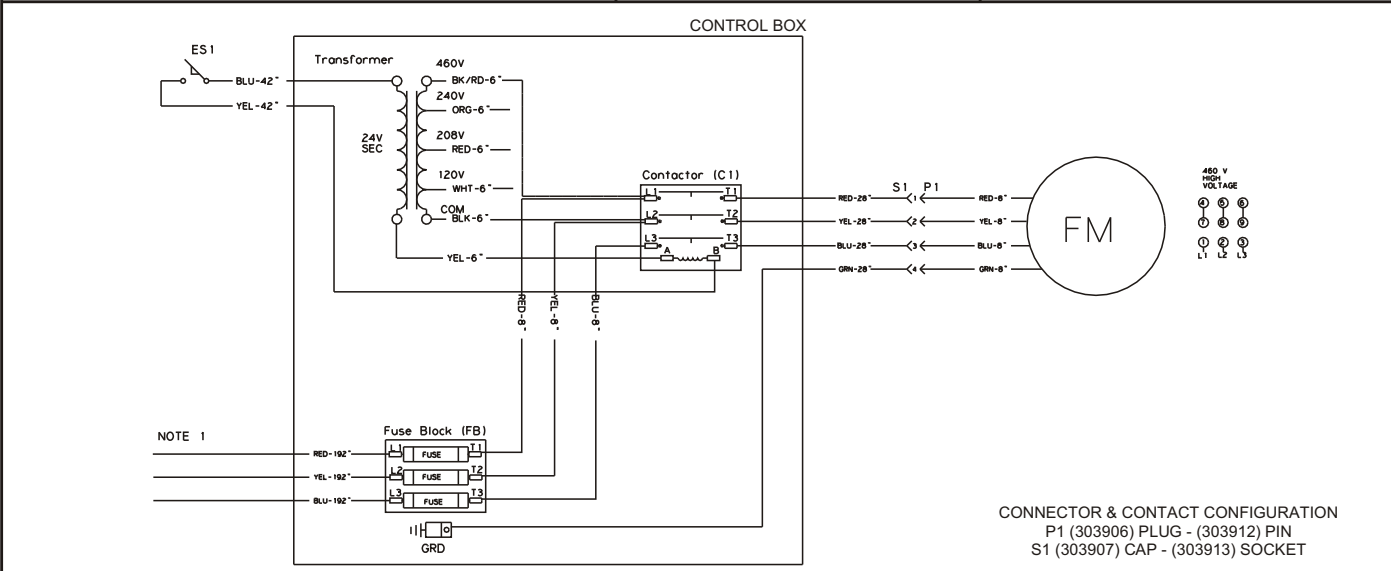 CONTROL BOX
ES1
BLU-42"
YEL-42"
Transformer
460V
BK/RD-6"
240V
ORG-6"
24V
SEC
208V
RED-6"
120V
WHT-6"
COM
BLK-6"
YEL-6"
Contactor (C1)
L1 T1
L2 T2
L3 T3
A B
RED-28"
YEL-28"
BLU-28"
GRN-28"
S1 P1
1
2
3
4
RED-8"
YEL-8"
BLU-8"
GRN-8"
FM
460 V
HIGH
VOLTAGE
4 5 6
7 8 9
1 2 3
L1 L2 L3
RED-8"
YEL-8"
BLU-8"
NOTE 1
RED-192"
YEL-192"
BLU-192"
Fuse Block (FB)
L1 FUSE T1
L2 FUSE T2
L3 FUSE T3
GRD
CONNECTOR & CONTACT CONFIGURATION
P1 (303906) PLUG - (303912) PIN
S1 (303907) CAP - (303913) SOCKET